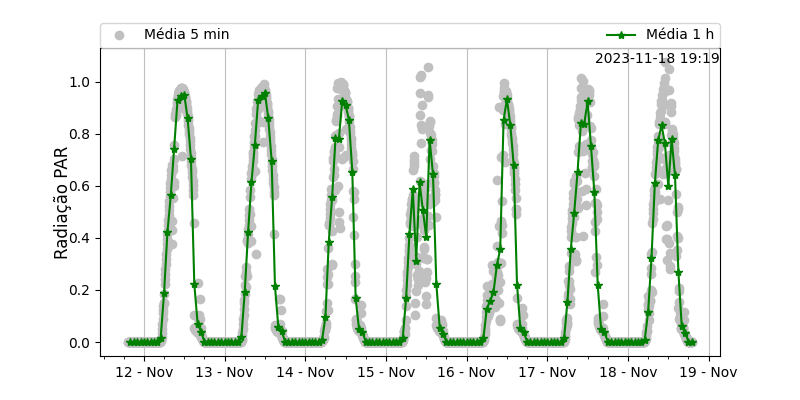 Média 5 min
Média 1 h
2023-11-18 19:19
1.0
0.8
0.6
0.4
0.2
0.0
Radiação PAR
12 - Nov
13 - Nov
14 - Nov
15 - Nov
16 - Nov
17 - Nov
18 - Nov
19 - Nov